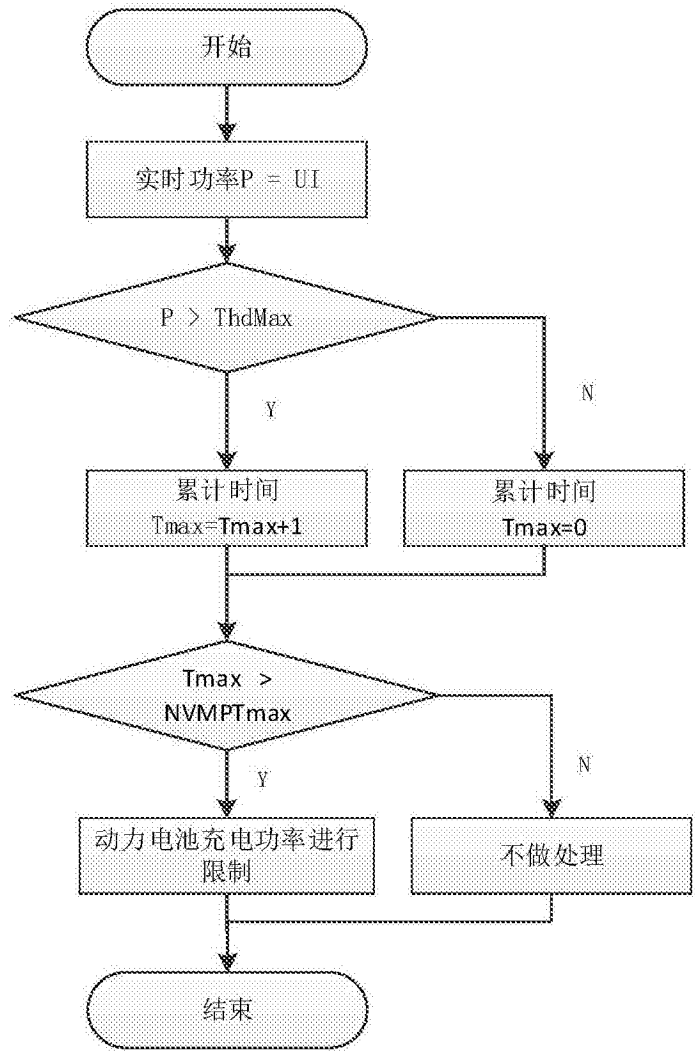 开始
实时功率P = UI
P > ThdMax
Y
N
累计时间
Tmax=Tmax+1
累计时间
Tmax=0
Tmax >
NVMPTmax
Y
N
动力电池充电功率进行
限制
不做处理
结束